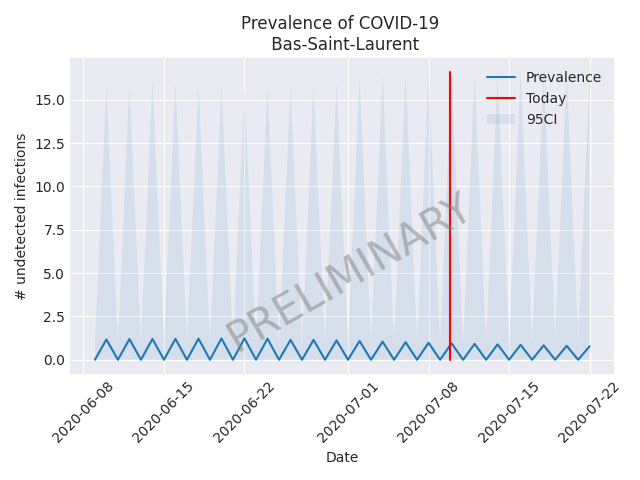 Prevalence of COVID-19
Bas-Saint-Laurent
Prevalence
Today
95CI
15.0
12.5
10.0
7.5
5.0
2.5
0.0
# undetected infections
PRELIMINARY
2020-06-08
2020-06-15
2020-06-22
2020-07-01
2020-07-08
2020-07-15
2020-07-22
Date